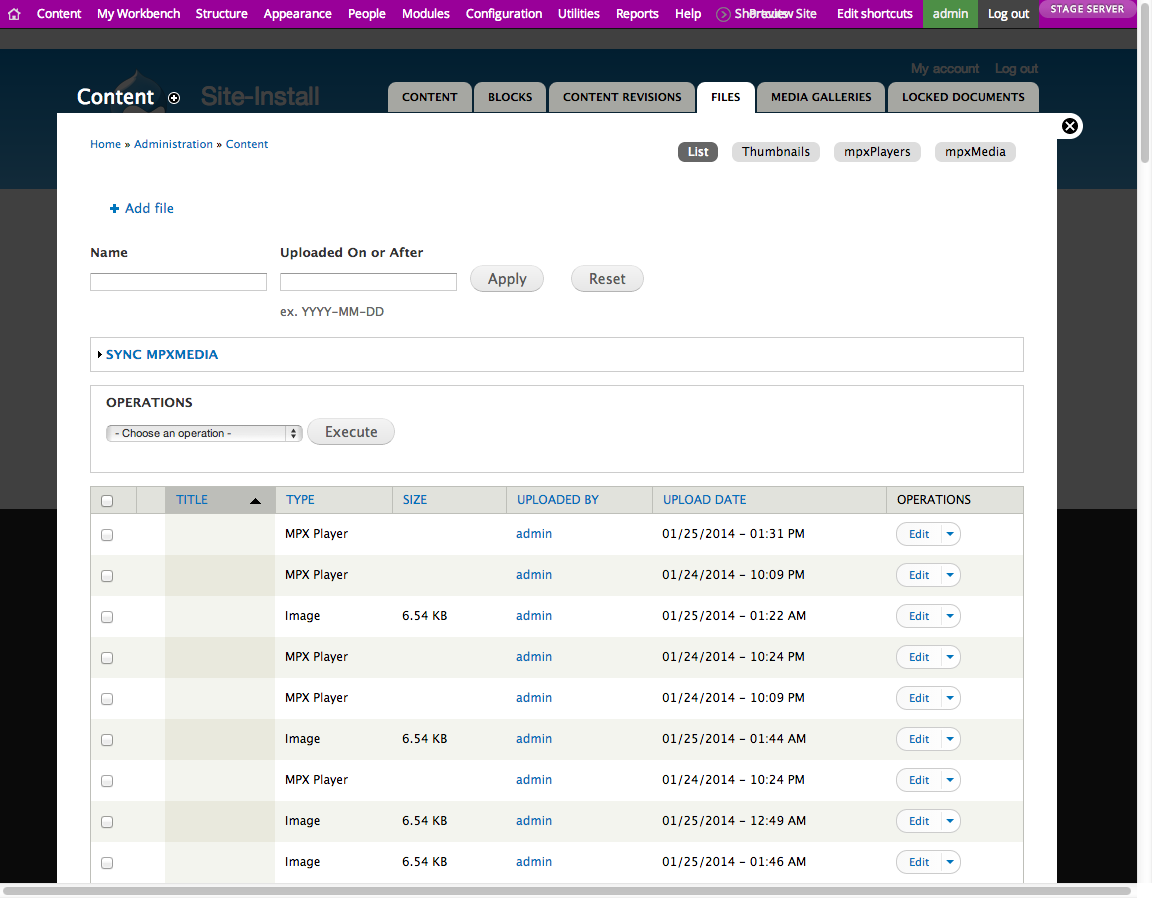 Content My Workbench Structure Appearance People Modules Configuration Utilities Reports Help Shortcuts Preview Site Edit shortcuts admin Log out STAGE SERVER
My account Log out
Content Site-Install CONTENT BLOCKS CONTENT REVISIONS FILES MEDIA GALLERIES LOCKED DOCUMENTS
Home » Administration » Content
List Thumbnails mpxPlayers mpxMedia
Add file
Name Uploaded On or After
Apply Reset
ex. YYYY-MM-DD
SYNC MPXMEDIA
OPERATIONS
- Choose an operation - Execute
TITLE TYPE SIZE UPLOADED BY UPLOAD DATE OPERATIONS
MPX Player admin 01/25/2014 - 01:31 PM Edit
MPX Player admin 01/24/2014 - 10:09 PM Edit
Image 6.54 KB admin 01/25/2014 - 01:22 AM Edit
MPX Player admin 01/24/2014 - 10:24 PM Edit
MPX Player admin 01/24/2014 - 10:09 PM Edit
Image 6.54 KB admin 01/25/2014 - 01:44 AM Edit
MPX Player admin 01/24/2014 - 10:24 PM Edit
Image 6.54 KB admin 01/25/2014 - 12:49 AM Edit
Image 6.54 KB admin 01/25/2014 - 01:46 AM Edit